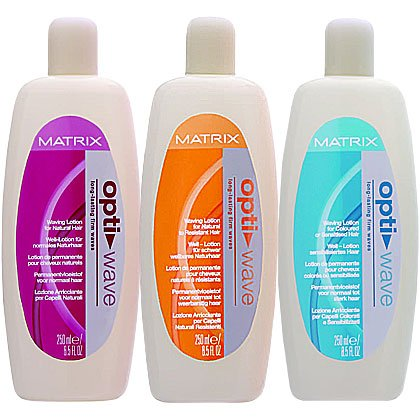 MATRIX
opti
wave
long-lasting firm waves
Waving Lotion
for Natural Hair
Well-Lotion für
normales Naturhaar
Lotion de permanente
pour cheveux naturels
Permanentvloeistof
voor normaal haar
Lozione Arricciante
per Capelli Naturali
250 ml e/
8.5 FL OZ
MATRIX
opti
wave
long-lasting firm waves
Waving Lotion
for Natural
to Resistant Hair
Well - Lotion
für schwer
wellbares Naturhaar
Lotion de permanente
pour cheveux
naturels à résistants
Permanentvloeistof
voor normaal tot
weerbarstig haar
Lozione Arricciante
per Capelli
Naturali Resistenti
250 ml e/
8.5 FL OZ
MATRIX
opti
wave
long-lasting firm waves
Waving Lotion
for Coloured
or Sensitised Hair
Well - Lotion für
sensibilisiertes Haar
Lotion de permanente
pour cheveux
colorés ou sensibilisés
Permanentvloeistof
voor normaal tot
sterk haar
Lozione Arricciante
per Capelli Colorati
e Sensibilizzati
250 ml e/
8.5 FL OZ